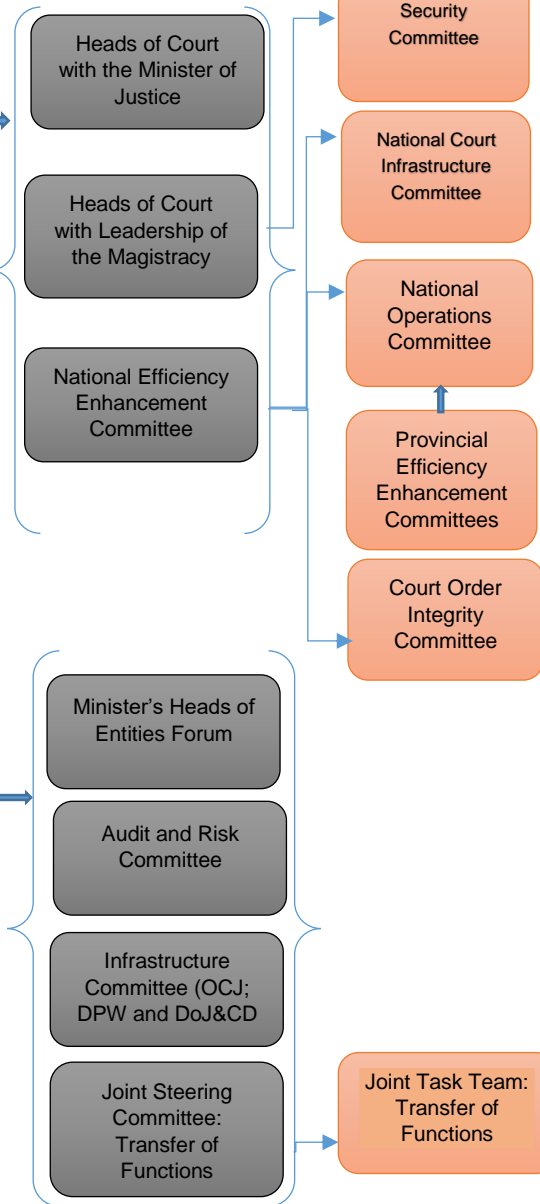 Heads of Court
with the Minister of
Justice
Heads of Court
with Leadership of
the Magistracy
National Efficiency
Enhancement
Committee
Security
Committee
National Court
Infrastructure
Committee
National
Operations
Committee
Provincial
Efficiency
Enhancement
Committees
Court Order
Integrity
Committee
Minister’s Heads of
Entities Forum
Audit and Risk
Committee
Infrastructure
Committee (OCJ;
DPW and DoJ&CD
Joint Steering
Committee:
Transfer of
Functions
Joint Task Team:
Transfer of
Functions